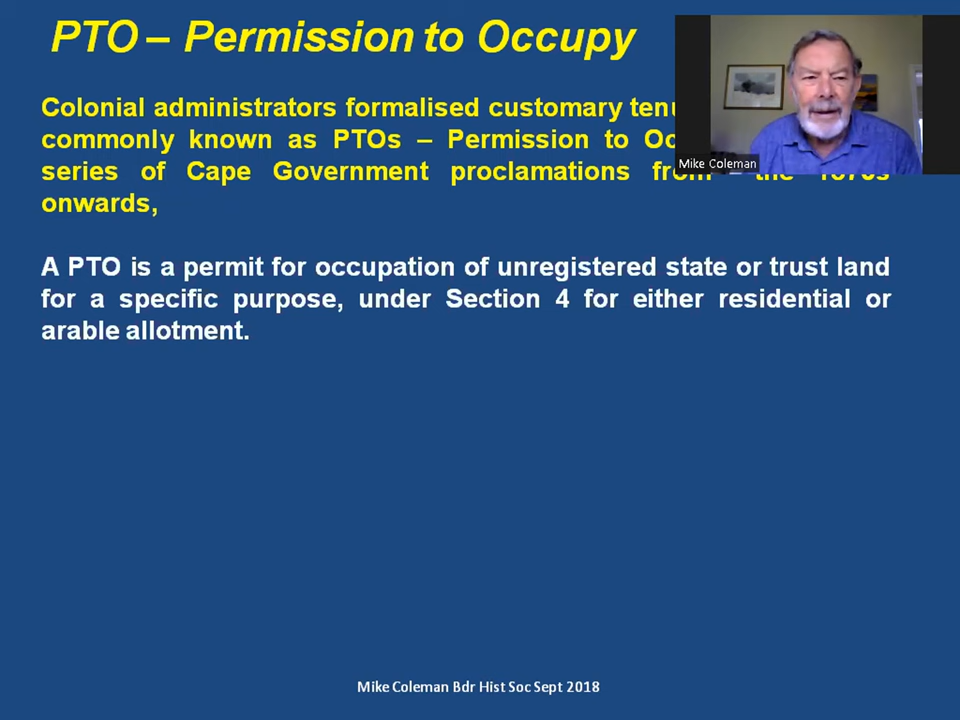 PTO – Permission to Occupy
Colonial administrators formalised customary
commonly known as PTOs – Permission to
series of Cape Government proclamations from the 1870s
onwards,
A PTO is a permit for occupation of unregistered state or trust land
for a specific purpose, under Section 4 for either residential or
arable allotment.
Mike Coleman
Mike Coleman Bdr Hist Soc Sept 2018